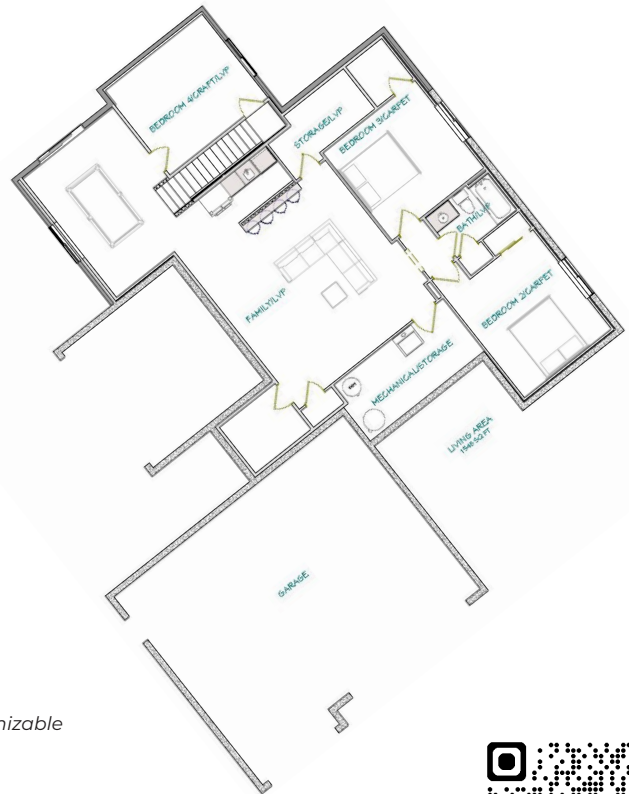 BEDROOM 4/CRAFT/LVP
STORAGE/LVP
BEDROOM 3/CARPET
BATH/LVP
FAMILY/LVP
BEDROOM 2/CARPET
MECHANICAL/STORAGE
LIVING AREA
GARAGE
nizable